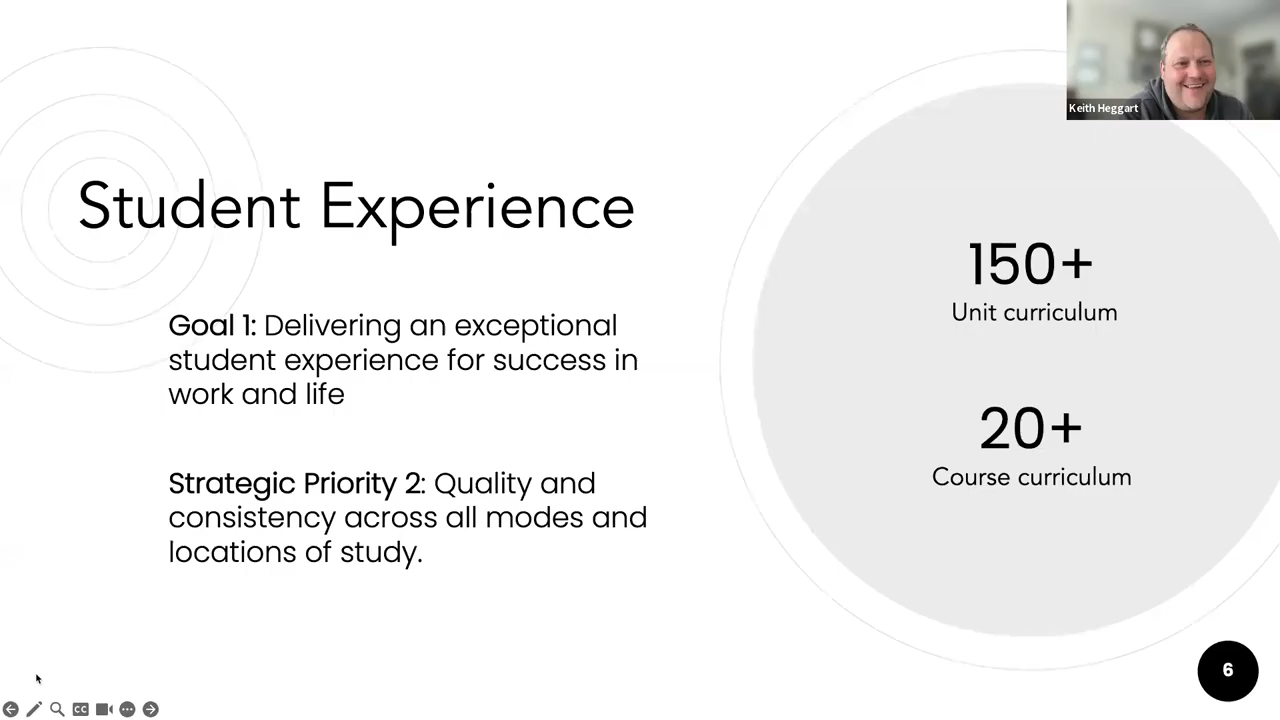 Keith Heggart
Student Experience
Goal 1: Delivering an exceptional
student experience for success in
work and life
Strategic Priority 2: Quality and
consistency across all modes and
locations of study.
150+
Unit curriculum
20+
Course curriculum
6
CC